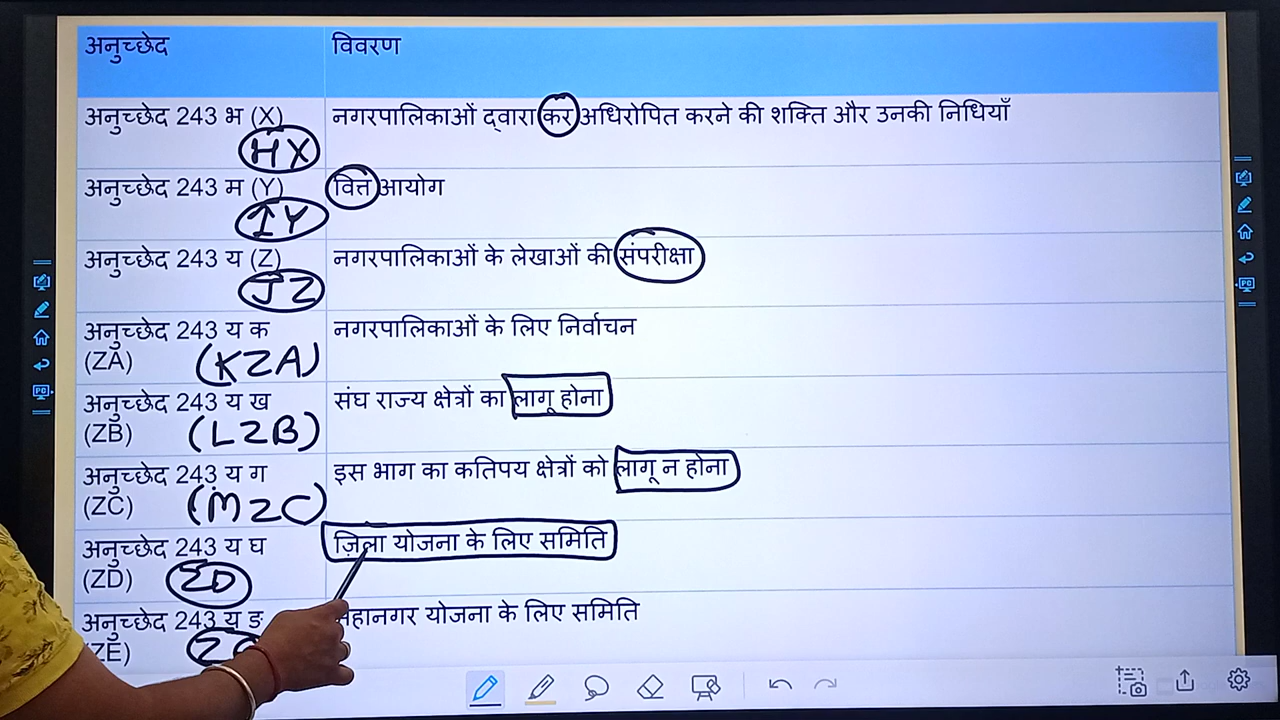 अनुच्छेद विवरण
अनुच्छेद 243 भ (X) नगरपालिकाओं द्वारा कर अधिरोपित करने की शक्ति और उनकी निधियाँ
HX
अनुच्छेद 243 म (Y) वित्त आयोग
IY
अनुच्छेद 243 य (Z) नगरपालिकाओं के लेखाओं की संपरीक्षा
JZ
अनुच्छेद 243 य क नगरपालिकाओं के लिए निर्वाचन
(ZA) (KZA)
अनुच्छेद 243 य ख संघ राज्य क्षेत्रों का लागू होना
(ZB) (LZB)
अनुच्छेद 243 य ग इस भाग का कतिपय क्षेत्रों को लागू न होना
(ZC) (MZC)
अनुच्छेद 243 य घ ज़िला योजना के लिए समिति
(ZD) ZD
अनुच्छेद 243 य ङ महानगर योजना के लिए समिति
ZE)